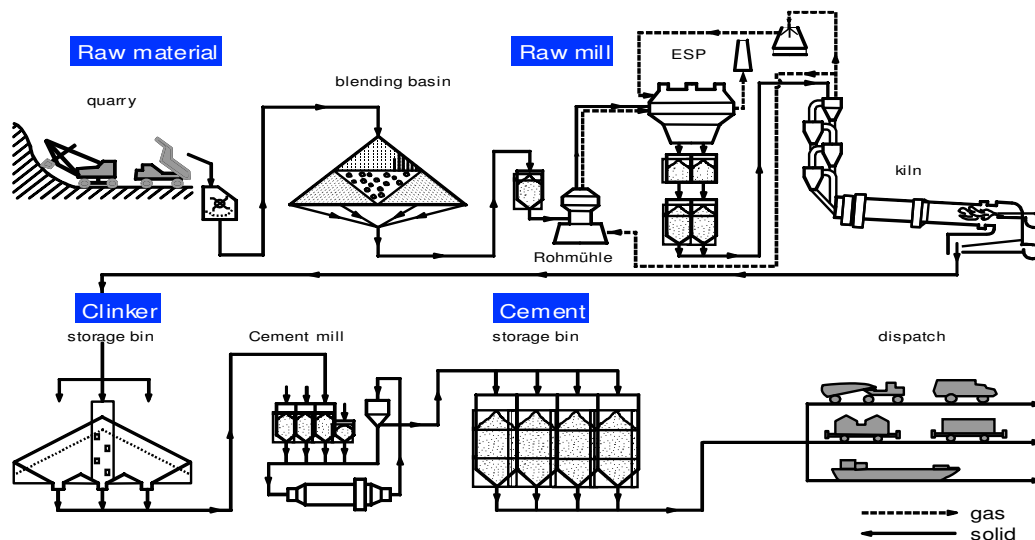 Raw material
Raw mill
ESP
blending basin
quarry
kiln
Rohmühle
Clinker
Cement
storage bin
Cement mill
storage bin
dispatch
gas
solid